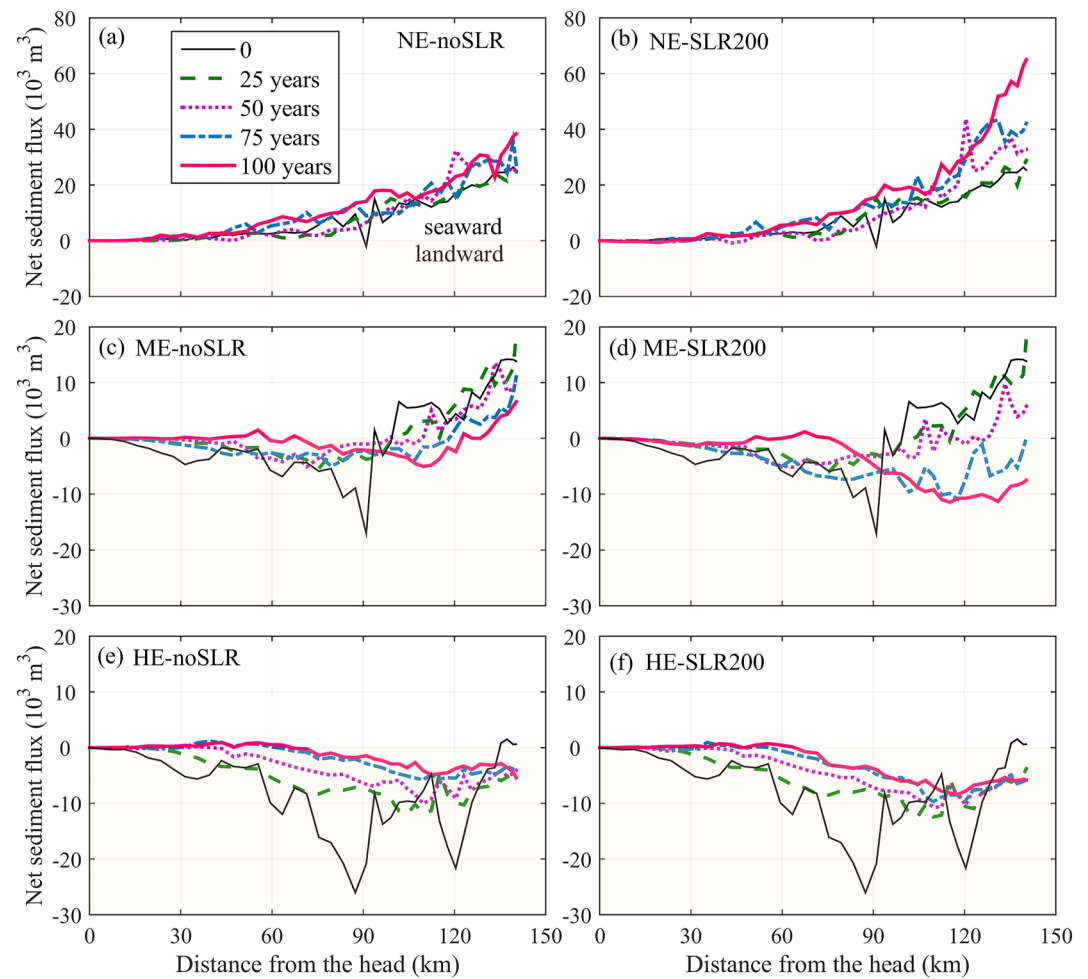 (a)
NE-noSLR
0
25 years
50 years
75 years
100 years
seaward
landward
Net sediment flux (10³ m³)
80
60
40
20
0
-20
(b) NE-SLR200
80
60
40
20
0
-20
(c) ME-noSLR
Net sediment flux (10³ m³)
20
10
0
-10
-20
-30
(d) ME-SLR200
20
10
0
-10
-20
-30
(e) HE-noSLR
Net sediment flux (10³ m³)
20
10
0
-10
-20
-30
0 30 60 90 120 150
Distance from the head (km)
(f) HE-SLR200
20
10
0
-10
-20
-30
0 30 60 90 120 150
Distance from the head (km)